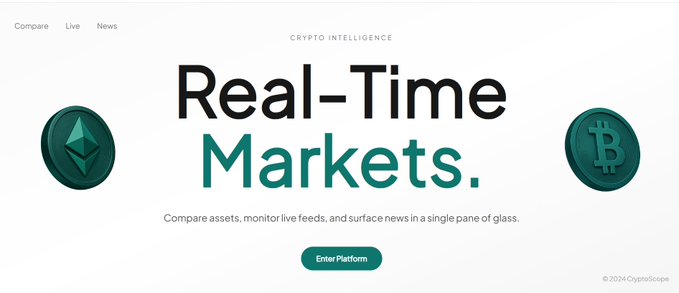 Compare Live News
CRYPTO INTELLIGENCE
Real-Time
Markets.
Compare assets, monitor live feeds, and surface news in a single pane of glass.
Enter Platform
© 2024 CryptoScope